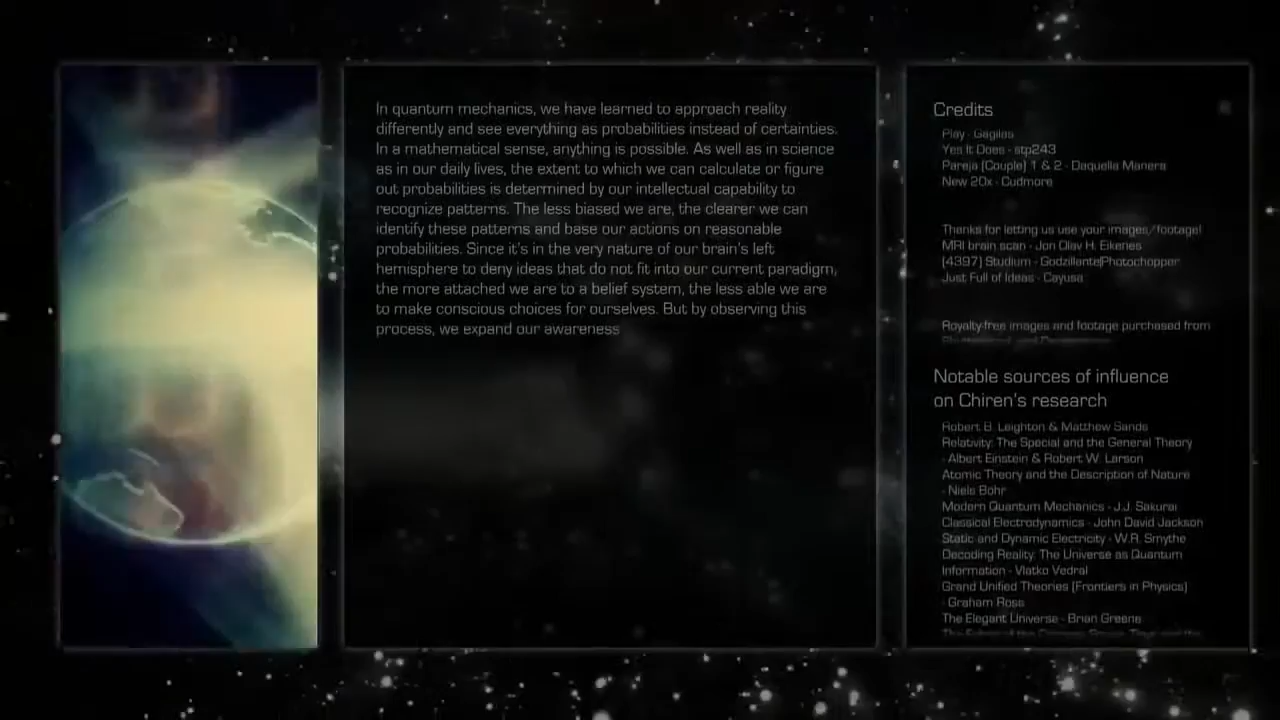 In quantum mechanics, we have learned to approach reality
differently and see everything as probabilities instead of certainties.
In a mathematical sense, anything is possible. As well as in science
as in our daily lives, the extent to which we can calculate or figure
out probabilities is determined by our intellectual capability to
recognize patterns. The less biased we are, the clearer we can
identify these patterns and base our actions on reasonable
probabilities. Since it's in the very nature of our brain's left
hemisphere to deny ideas that do not fit into our current paradigm,
the more attached we are to a belief system, the less able we are
to make conscious choices for ourselves. But by observing this
process, we expand our awareness
Credits
Play - Gagilas
Yes It Does - stp243
Pareja (Couple) 1 & 2 - Daquella Manera
New 20x - Cudmore
Thanks for letting us use your images/footage!
MRI brain scan - Jon Olav H. Eikenes
(4397) Studium - Godzillante|Photochopper
Just Full of Ideas - Cayusa
Royalty-free images and footage purchased from
Notable sources of influence
on Chiren's research
Robert B. Leighton & Matthew Sands
Relativity: The Special and the General Theory
- Albert Einstein & Robert W. Larson
Atomic Theory and the Description of Nature
- Niels Bohr
Modern Quantum Mechanics - J.J. Sakurai
Classical Electrodynamics - John David Jackson
Static and Dynamic Electricity - W.R. Smythe
Decoding Reality: The Universe as Quantum
Information - Vlatko Vedral
Grand Unified Theories (Frontiers in Physics)
- Graham Ross
The Elegant Universe - Brian Greene